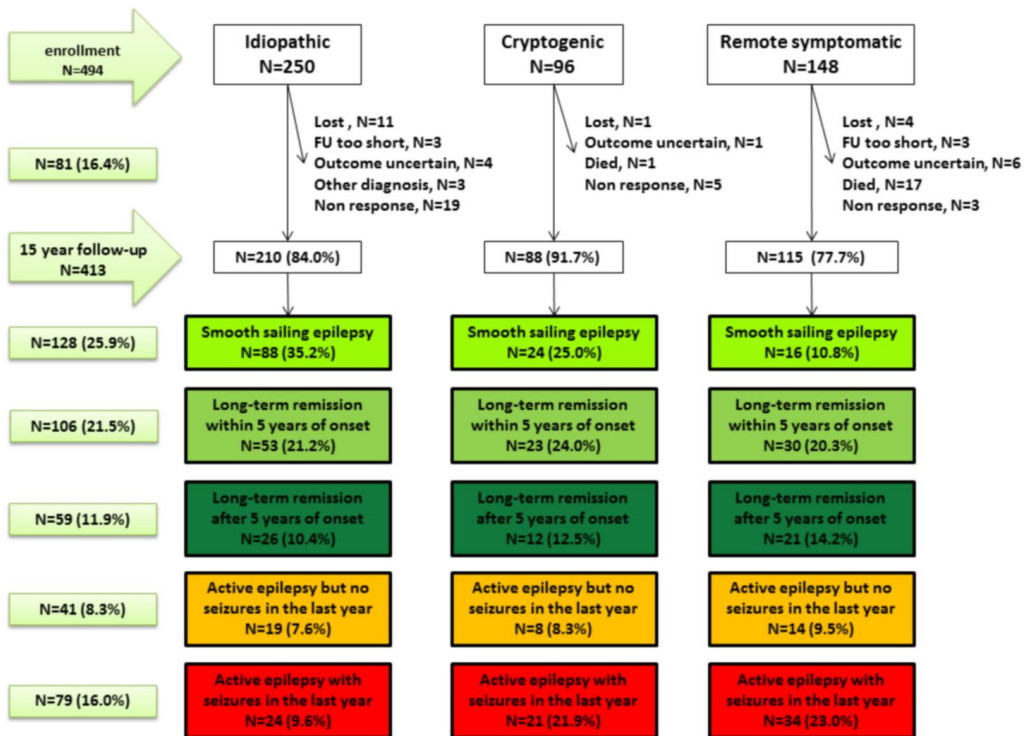 enrollment
N=494
Idiopathic
N=250
Cryptogenic
N=96
Remote symptomatic
N=148
N=81 (16.4%)
Lost , N=11
FU too short, N=3
Outcome uncertain, N=4
Other diagnosis, N=3
Non response, N=19
Lost, N=1
Outcome uncertain, N=1
Died, N=1
Non response, N=5
Lost , N=4
FU too short, N=3
Outcome uncertain, N=6
Died, N=17
Non response, N=3
15 year follow-up
N=413
N=210 (84.0%)
N=88 (91.7%)
N=115 (77.7%)
N=128 (25.9%)
Smooth sailing epilepsy
N=88 (35.2%)
Smooth sailing epilepsy
N=24 (25.0%)
Smooth sailing epilepsy
N=16 (10.8%)
N=106 (21.5%)
Long-term remission
within 5 years of onset
N=53 (21.2%)
Long-term remission
within 5 years of onset
N=23 (24.0%)
Long-term remission
within 5 years of onset
N=30 (20.3%)
N=59 (11.9%)
Long-term remission
after 5 years of onset
N=26 (10.4%)
Long-term remission
after 5 years of onset
N=12 (12.5%)
Long-term remission
after 5 years of onset
N=21 (14.2%)
N=41 (8.3%)
Active epilepsy but no
seizures in the last year
N=19 (7.6%)
Active epilepsy but no
seizures in the last year
N=8 (8.3%)
Active epilepsy but no
seizures in the last year
N=14 (9.5%)
N=79 (16.0%)
Active epilepsy with
seizures in the last year
N=24 (9.6%)
Active epilepsy with
seizures in the last year
N=21 (21.9%)
Active epilepsy with
seizures in the last year
N=34 (23.0%)